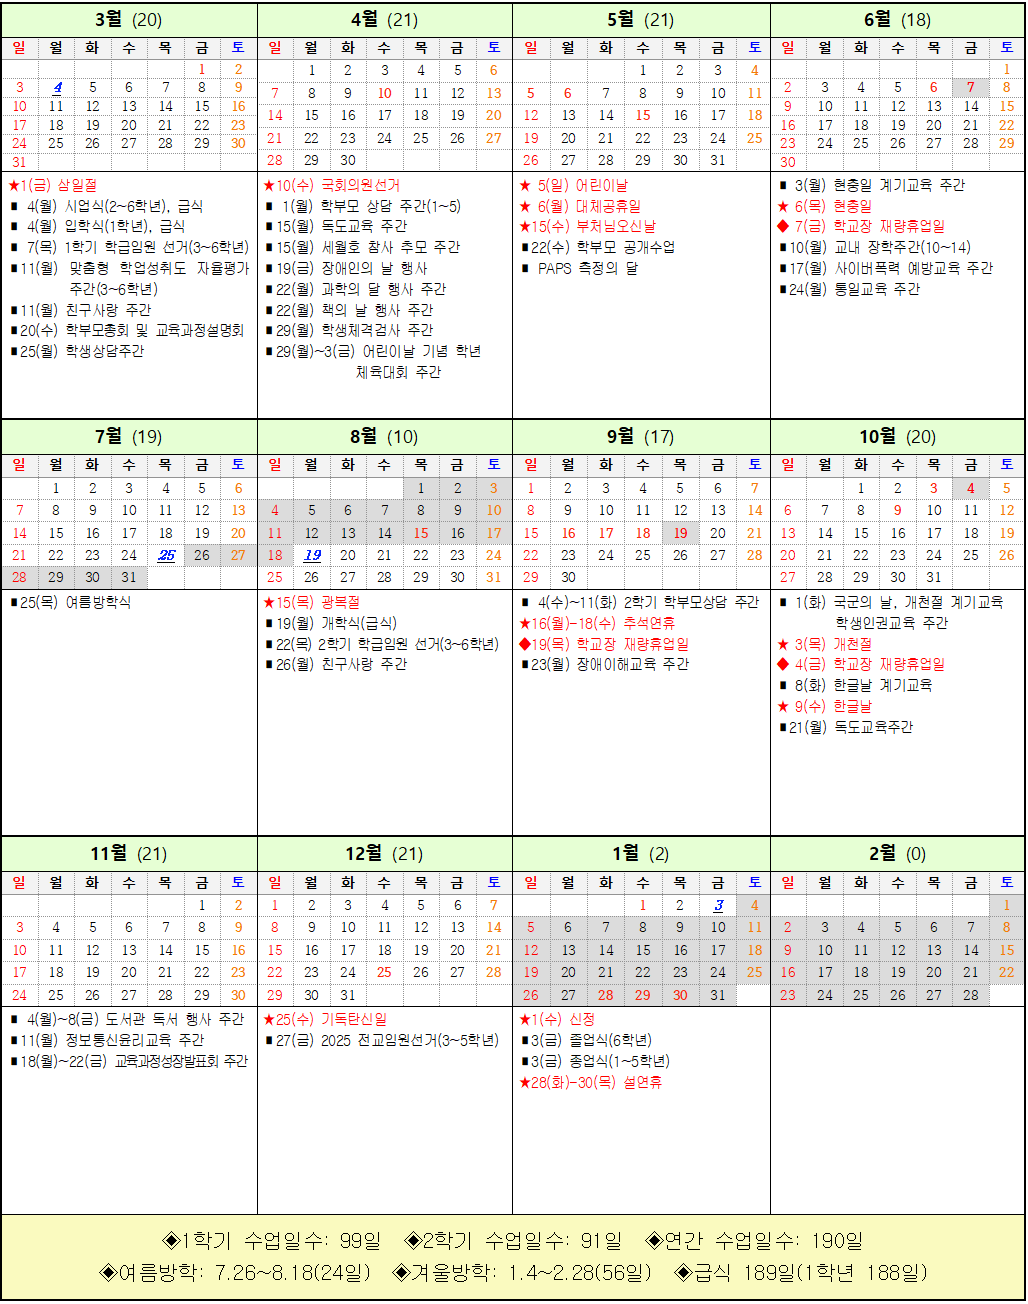 3월 (20) 4월 (21) 5월 (21) 6월 (18)
일 월 화 수 목 금 토 일 월 화 수 목 금 토 일 월 화 수 목 금 토 일 월 화 수 목 금 토
1 2
3 4 5 6 7 8 9
10 11 12 13 14 15 16
17 18 19 20 21 22 23
24 25 26 27 28 29 30
31
1 2 3 4 5 6
7 8 9 10 11 12 13
14 15 16 17 18 19 20
21 22 23 24 25 26 27
28 29 30
1 2 3 4
5 6 7 8 9 10 11
12 13 14 15 16 17 18
19 20 21 22 23 24 25
26 27 28 29 30 31
1
2 3 4 5 6 7 8
9 10 11 12 13 14 15
16 17 18 19 20 21 22
23 24 25 26 27 28 29
30
★1(금) 삼일절
■ 4(월) 시업식(2~6학년), 급식
■ 4(월) 입학식(1학년), 급식
■ 7(목) 1학기 학급임원 선거(3~6학년)
■11(월) 맞춤형 학업성취도 자율평가
주간(3~6학년)
■11(월) 친구사랑 주간
■20(수) 학부모총회 및 교육과정설명회
■25(월) 학생상담주간
★10(수) 국회의원선거
■ 1(월) 학부모 상담 주간(1~5)
■15(월) 독도교육 주간
■15(월) 세월호 참사 추모 주간
■19(금) 장애인의 날 행사
■22(월) 과학의 달 행사 주간
■22(월) 책의 날 행사 주간
■29(월) 학생체격검사 주간
■29(월)~3(금) 어린이날 기념 학년
체육대회 주간
★ 5(일) 어린이날
★ 6(월) 대체공휴일
★15(수) 부처님오신날
■22(수) 학부모 공개수업
■ PAPS 측정의 달
■ 3(월) 현충일 계기교육 주간
★ 6(목) 현충일
◆ 7(금) 학교장 재량휴업일
■10(월) 교내 장학주간(10~14)
■17(월) 사이버폭력 예방교육 주간
■24(월) 통일교육 주간
7월 (19) 8월 (10) 9월 (17) 10월 (20)
일 월 화 수 목 금 토 일 월 화 수 목 금 토 일 월 화 수 목 금 토 일 월 화 수 목 금 토
1 2 3 4 5 6
7 8 9 10 11 12 13
14 15 16 17 18 19 20
21 22 23 24 25 26 27
28 29 30 31
1 2 3
4 5 6 7 8 9 10
11 12 13 14 15 16 17
18 19 20 21 22 23 24
25 26 27 28 29 30 31
1 2 3 4 5 6 7
8 9 10 11 12 13 14
15 16 17 18 19 20 21
22 23 24 25 26 27 28
29 30
1 2 3 4 5
6 7 8 9 10 11 12
13 14 15 16 17 18 19
20 21 22 23 24 25 26
27 28 29 30 31
■25(목) 여름방학식
★15(목) 광복절
■19(월) 개학식(급식)
■22(목) 2학기 학급임원 선거(3~6학년)
■26(월) 친구사랑 주간
■ 4(수)~11(화) 2학기 학부모상담 주간
★16(월)-18(수) 추석연휴
◆19(목) 학교장 재량휴업일
■23(월) 장애이해교육 주간
■ 1(화) 국군의 날, 개천절 계기교육
학생인권교육 주간
★ 3(목) 개천절
◆ 4(금) 학교장 재량휴업일
■ 8(화) 한글날 계기교육
★ 9(수) 한글날
■21(월) 독도교육주간
11월 (21) 12월 (21) 1월 (2) 2월 (0)
일 월 화 수 목 금 토 일 월 화 수 목 금 토 일 월 화 수 목 금 토 일 월 화 수 목 금 토
1 2
3 4 5 6 7 8 9
10 11 12 13 14 15 16
17 18 19 20 21 22 23
24 25 26 27 28 29 30
1 2 3 4 5 6 7
8 9 10 11 12 13 14
15 16 17 18 19 20 21
22 23 24 25 26 27 28
29 30 31
1 2 3 4
5 6 7 8 9 10 11
12 13 14 15 16 17 18
19 20 21 22 23 24 25
26 27 28 29 30 31
1
2 3 4 5 6 7 8
9 10 11 12 13 14 15
16 17 18 19 20 21 22
23 24 25 26 27 28
■ 4(월)~8(금) 도서관 독서 행사 주간
■11(월) 정보통신윤리교육 주간
■18(월)~22(금) 교육과정성장발표회 주간
★25(수) 기독탄신일
■27(금) 2025 전교임원선거(3~5학년)
★1(수) 신정
■3(금) 졸업식(6학년)
■3(금) 종업식(1~5학년)
★28(화)-30(목) 설연휴
◈1학기 수업일수: 99일 ◈2학기 수업일수: 91일 ◈연간 수업일수: 190일
◈여름방학: 7.26~8.18(24일) ◈겨울방학: 1.4~2.28(56일) ◈급식 189일(1학년 188일)